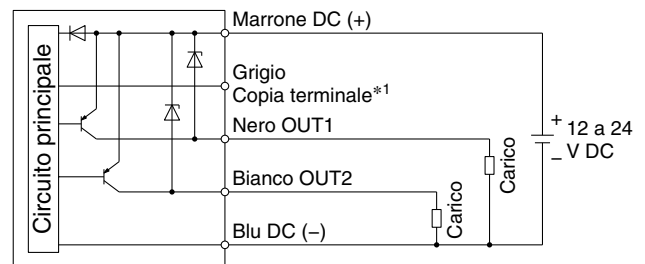 Circuito principale
Marrone DC (+)
Grigio
Copia terminale*1
Nero OUT1
Bianco OUT2
Blu DC (−)
Carico
Carico
+
12 a 24
− V DC